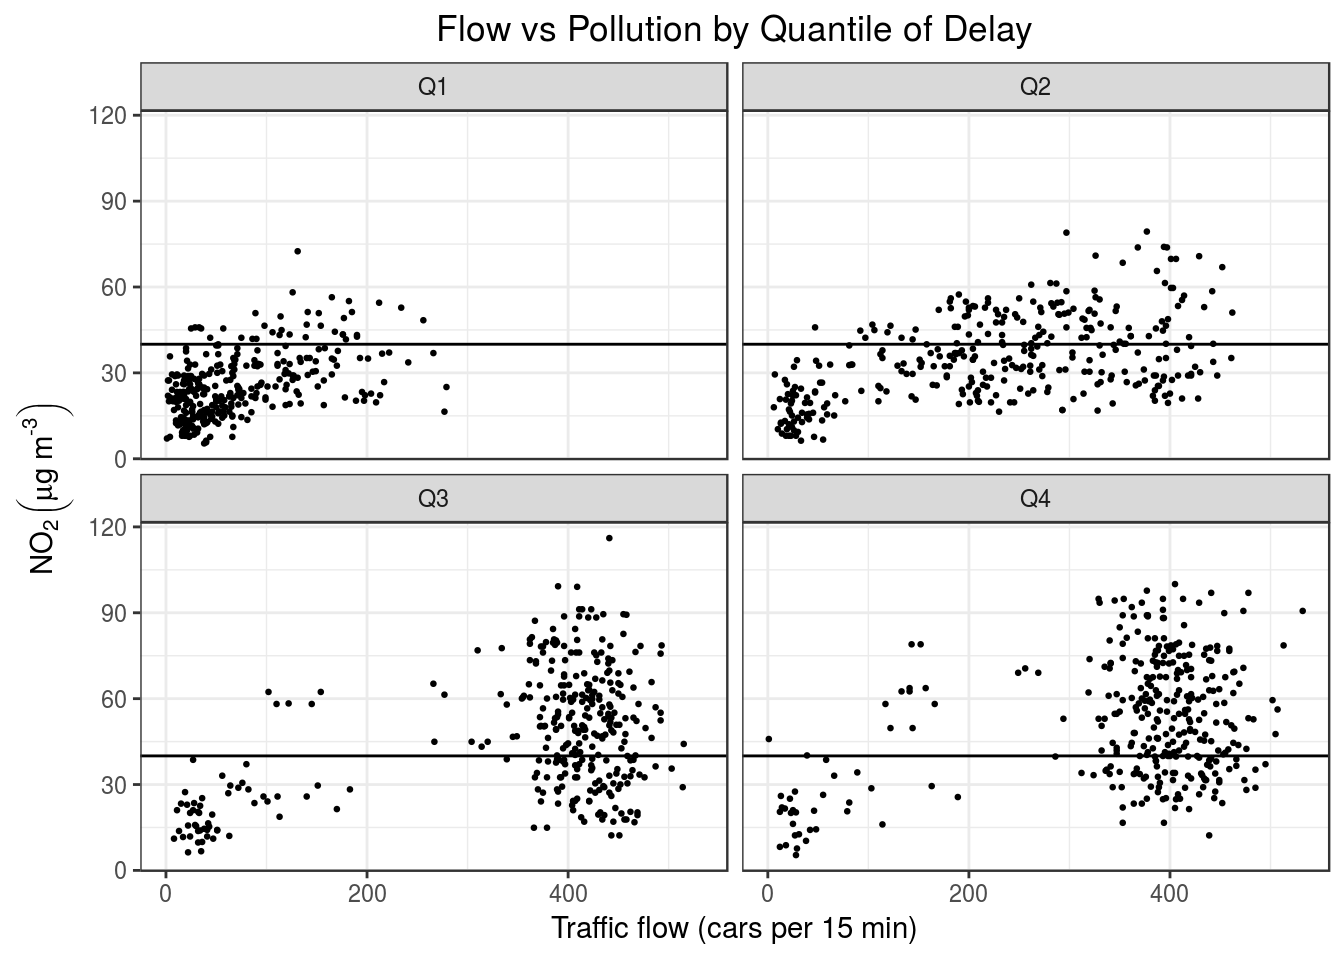 Flow vs Pollution by Quantile of Delay
Q1
Q2
120
90
60
30
0
Q3
Q4
120
90
60
30
0
0 200 400
0 200 400
Traffic flow (cars per 15 min)
NO₂ (µg m⁻³)